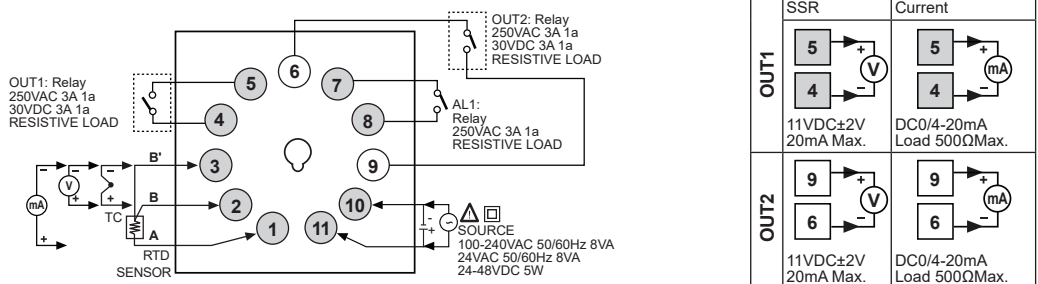 OUT2: Relay
250VAC 3A 1a
30VDC 3A 1a
RESISTIVE LOAD
OUT1: Relay
250VAC 3A 1a
30VDC 3A 1a
RESISTIVE LOAD
6
5
7
4
8
3
9
2
10
1
11
AL1:
Relay
250VAC 3A 1a
RESISTIVE LOAD
B'
B
A
mA
- +
V
- +
- +
TC
RTD
SENSOR
- +
SOURCE
100-240VAC 50/60Hz 8VA
24VAC 50/60Hz 8VA
24-48VDC 5W
SSR
Current
OUT1
5
4
+
-
V
11VDC±2V
20mA Max.
5
4
+
-
mA
DC0/4-20mA
Load 500ΩMax.
OUT2
9
6
+
-
V
11VDC±2V
20mA Max.
9
6
+
-
mA
DC0/4-20mA
Load 500ΩMax.